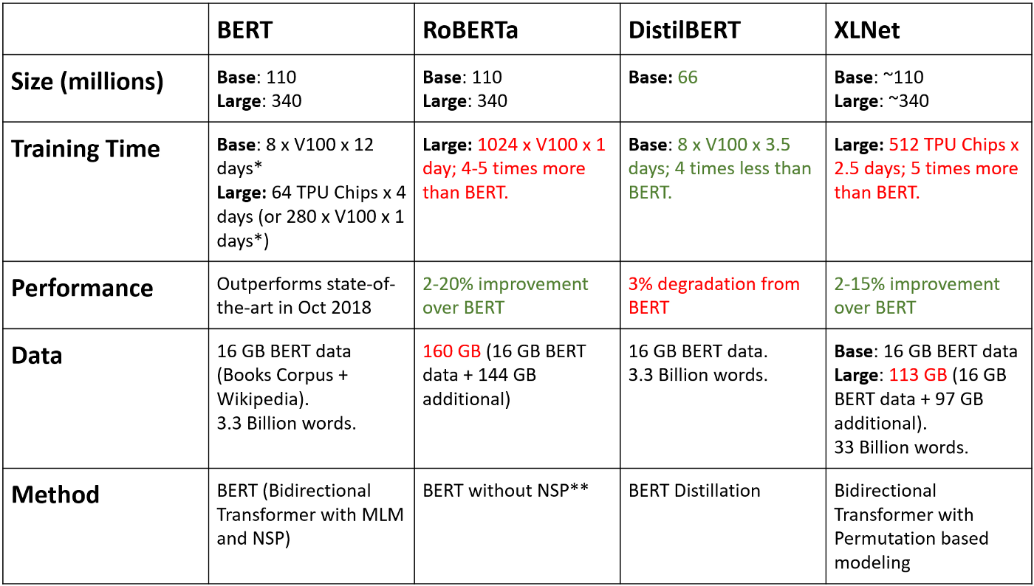 BERT
RoBERTa
DistilBERT
XLNet
Size (millions)
Base: 110
Large: 340
Base: 110
Large: 340
Base: 66
Base: ~110
Large: ~340
Training Time
Base: 8 x V100 x 12
days*
Large: 64 TPU Chips x 4
days (or 280 x V100 x 1
days*)
Large: 1024 x V100 x 1
day; 4-5 times more
than BERT.
Base: 8 x V100 x 3.5
days; 4 times less than
BERT.
Large: 512 TPU Chips x
2.5 days; 5 times more
than BERT.
Performance
Outperforms state-of-
the-art in Oct 2018
2-20% improvement
over BERT
3% degradation from
BERT
2-15% improvement
over BERT
Data
16 GB BERT data
(Books Corpus +
Wikipedia).
3.3 Billion words.
160 GB (16 GB BERT
data + 144 GB
additional)
16 GB BERT data.
3.3 Billion words.
Base: 16 GB BERT data
Large: 113 GB (16 GB
BERT data + 97 GB
additional).
33 Billion words.
Method
BERT (Bidirectional
Transformer with MLM
and NSP)
BERT without NSP**
BERT Distillation
Bidirectional
Transformer with
Permutation based
modeling